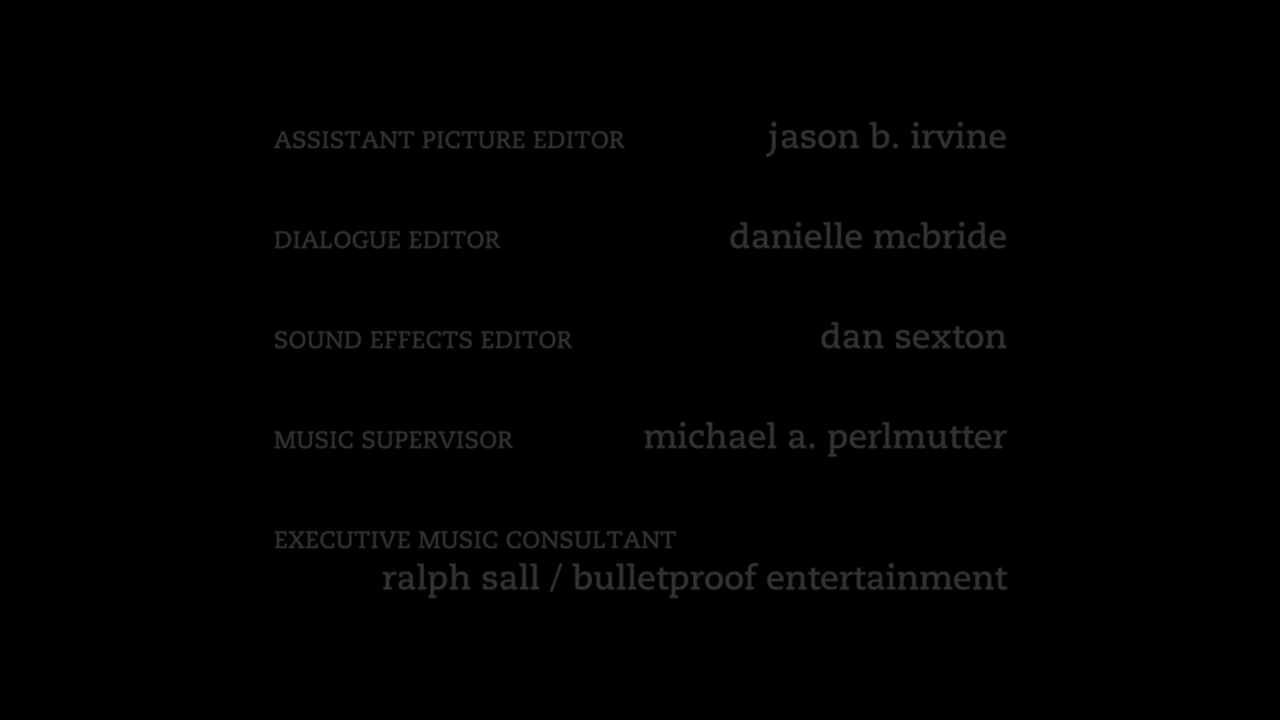 ASSISTANT PICTURE EDITOR jason b. irvine
DIALOGUE EDITOR danielle mcbride
SOUND EFFECTS EDITOR dan sexton
MUSIC SUPERVISOR michael a. perlmutter
EXECUTIVE MUSIC CONSULTANT
ralph sall / bulletproof entertainment